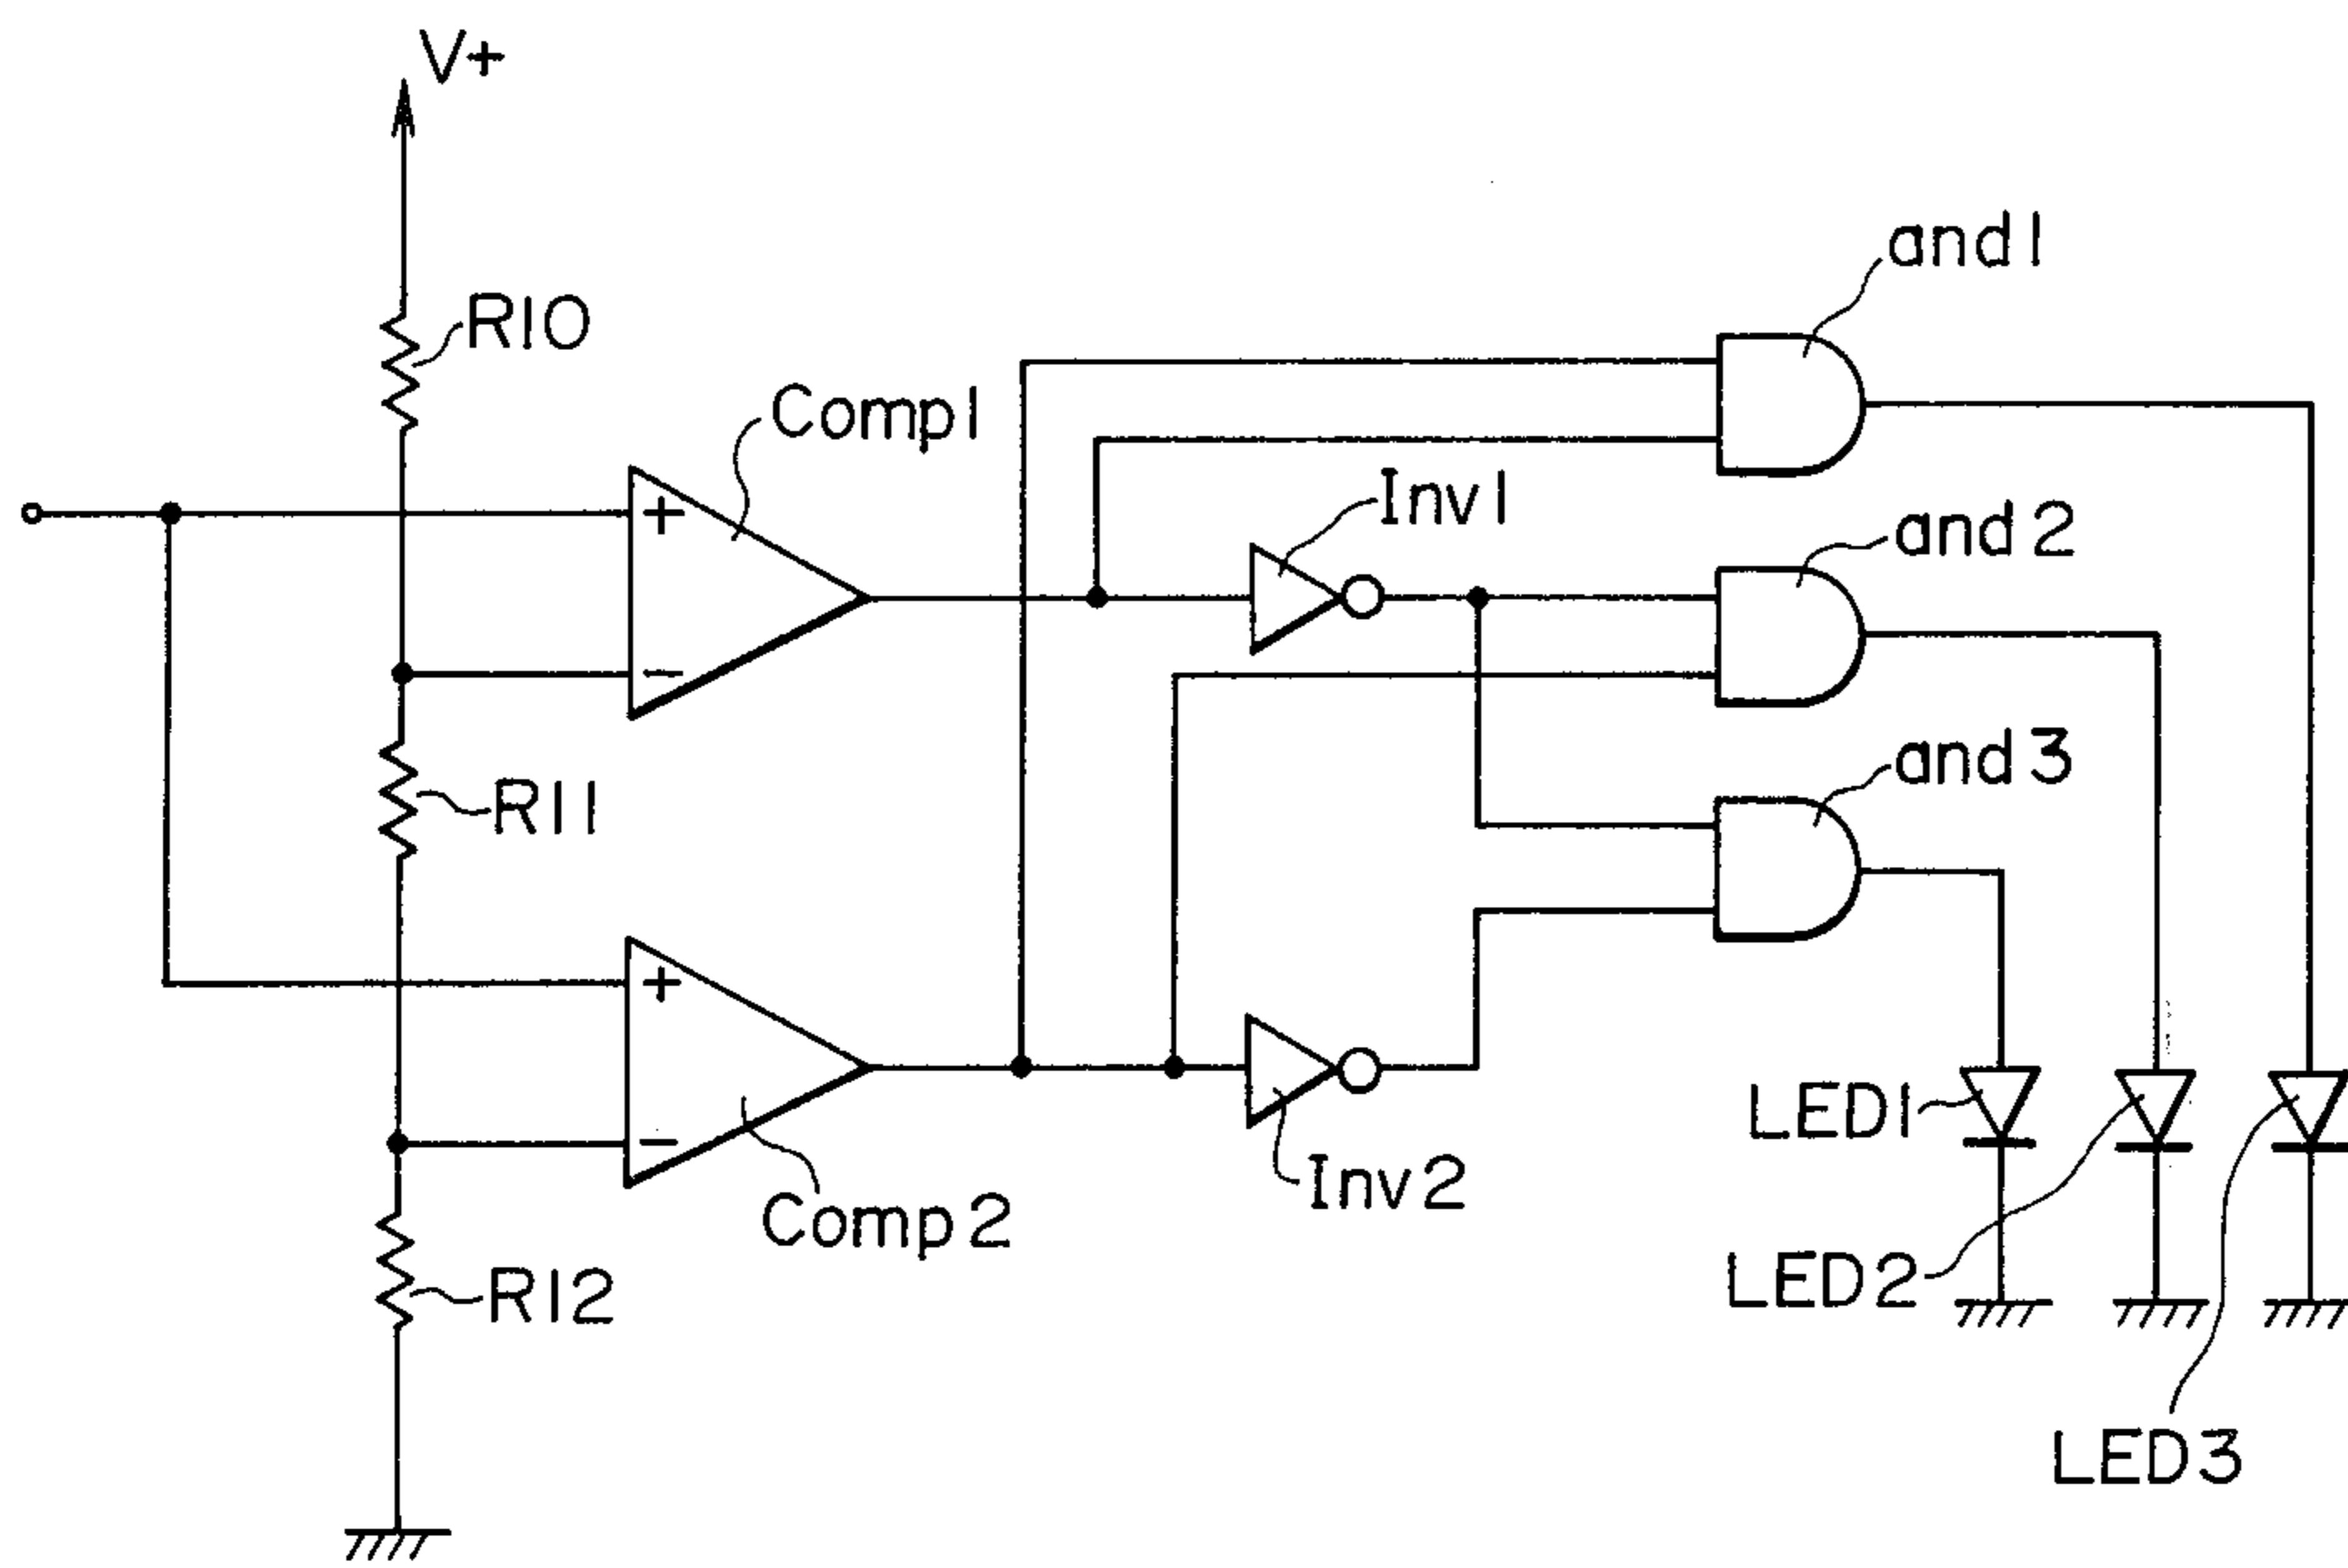 V+
and1
R10
Comp1
Inv1
and2
+
-
and3
R11
+
-
LED1
Inv2
Comp2
LED2
R12
LED3